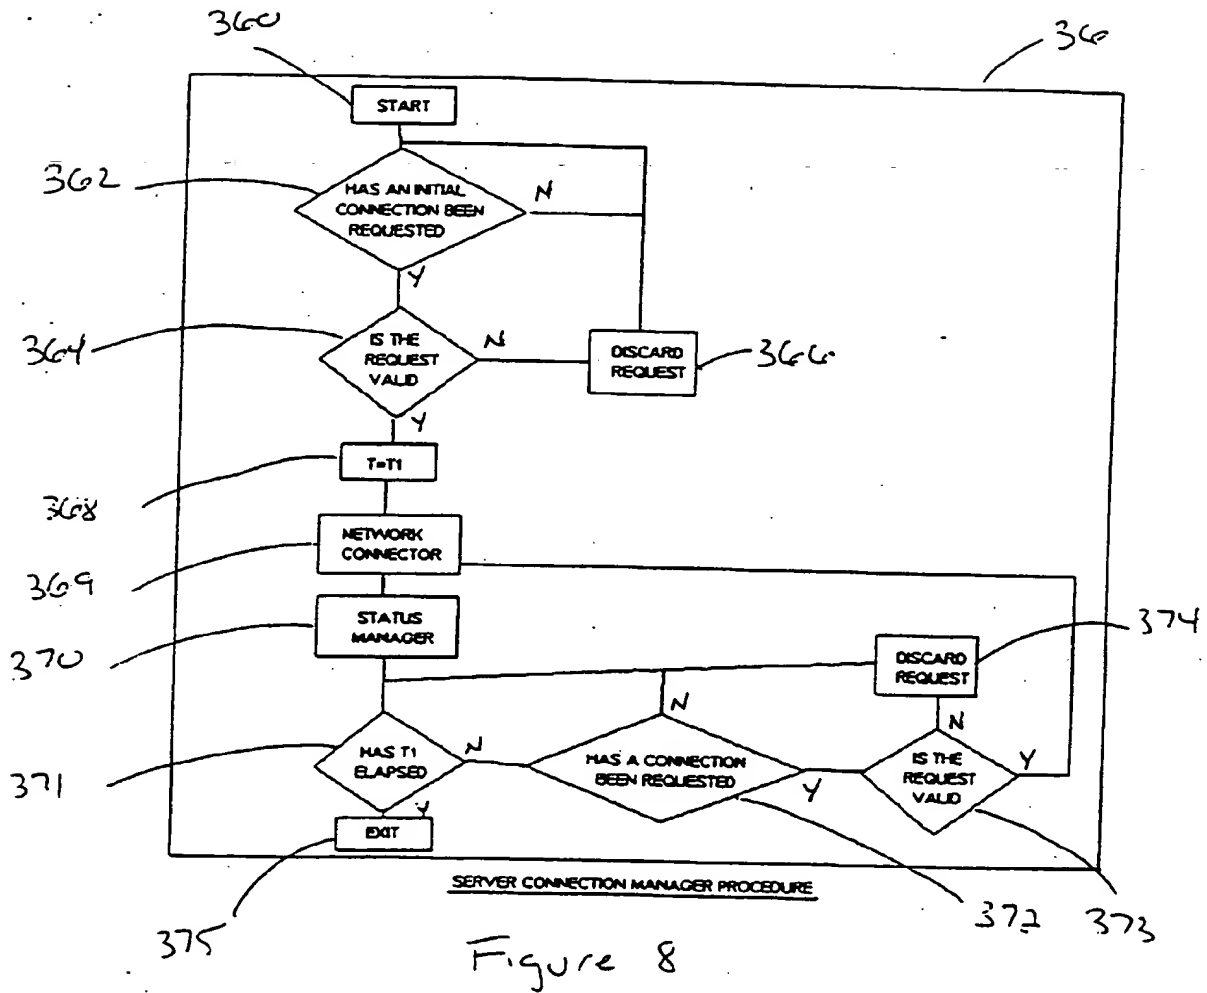 360
36
START
362
HAS AN INITIAL
CONNECTION BEEN
REQUESTED
N
Y
364
IS THE
REQUEST
VALID
N
DISCARD
REQUEST
366
Y
368
T=T1
369
NETWORK
CONNECTOR
370
STATUS
MANAGER
374
DISCARD
REQUEST
N
N
371
HAS T1
ELAPSED
N
HAS A CONNECTION
BEEN REQUESTED
Y
IS THE
REQUEST
VALID
Y
Y
EXIT
SERVER CONNECTION MANAGER PROCEDURE
372
373
375
Figure 8